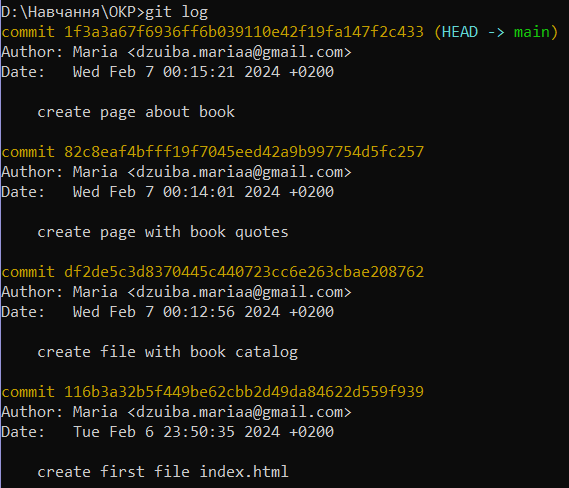 D:\Навчання\OKP>git log
commit 1f3a3a67f6936ff6b039110e42f19fa147f2c433 (HEAD -> main)
Author: Maria <dzuiba.mariaa@gmail.com>
Date:   Wed Feb 7 00:15:21 2024 +0200
    create page about book
commit 82c8eaf4bfff19f7045eed42a9b997754d5fc257
Author: Maria <dzuiba.mariaa@gmail.com>
Date:   Wed Feb 7 00:14:01 2024 +0200
    create page with book quotes
commit df2de5c3d8370445c440723cc6e263cbae208762
Author: Maria <dzuiba.mariaa@gmail.com>
Date:   Wed Feb 7 00:12:56 2024 +0200
    create file with book catalog
commit 116b3a32b5f449be62cbb2d49da84622d559f939
Author: Maria <dzuiba.mariaa@gmail.com>
Date:   Tue Feb 6 23:50:35 2024 +0200
    create first file index.html